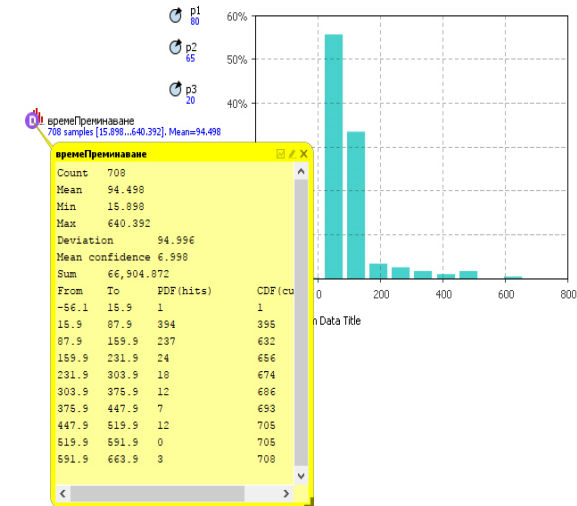 p1
80
p2
65
p3
20
60%
50%
40%
времеПреминаване
708 samples [15.898...640.392]. Mean=94.498
времеПреминаване
Count 708
Mean 94.498
Min 15.898
Max 640.392
Deviation 94.996
Mean confidence 6.998
Sum 66,904.872
From To PDF(hits) CDF(cu
-56.1 15.9 1 1
15.9 87.9 394 395
87.9 159.9 237 632
159.9 231.9 24 656
231.9 303.9 18 674
303.9 375.9 12 686
375.9 447.9 7 693
447.9 519.9 12 705
519.9 591.9 0 705
591.9 663.9 3 708
0 200 400 600 800
Data Title